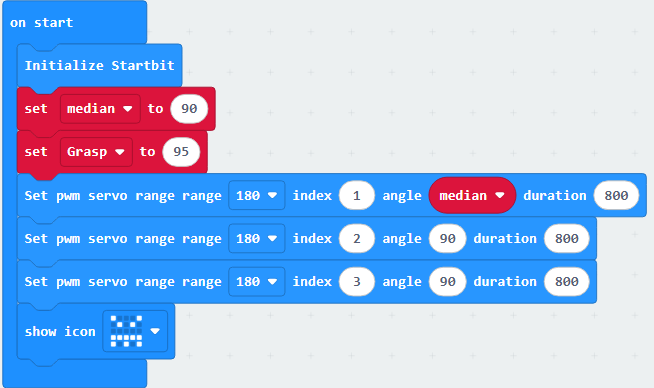 on start
Initialize Startbit
set median to 90
set Grasp to 95
Set pwm servo range range 180 index 1 angle median duration 800
Set pwm servo range range 180 index 2 angle 90 duration 800
Set pwm servo range range 180 index 3 angle 90 duration 800
show icon